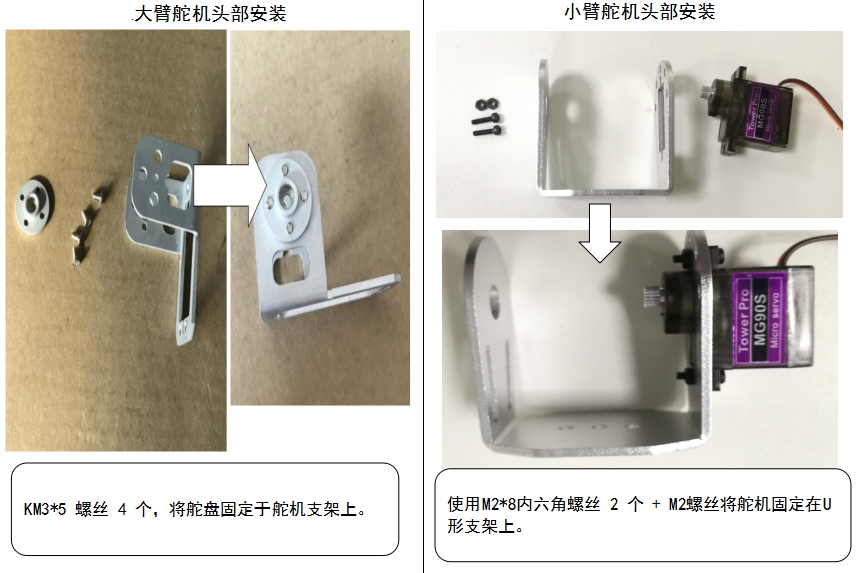 大臂舵机头部安装
KM3*5 螺丝 4 个，将舵盘固定于舵机支架上。
小臂舵机头部安装
Tower Pro
MG90S
Micro servo
Tower Pro
MG90S
Micro servo
使用M2*8内六角螺丝 2 个 + M2螺丝将舵机固定在U
形支架上。